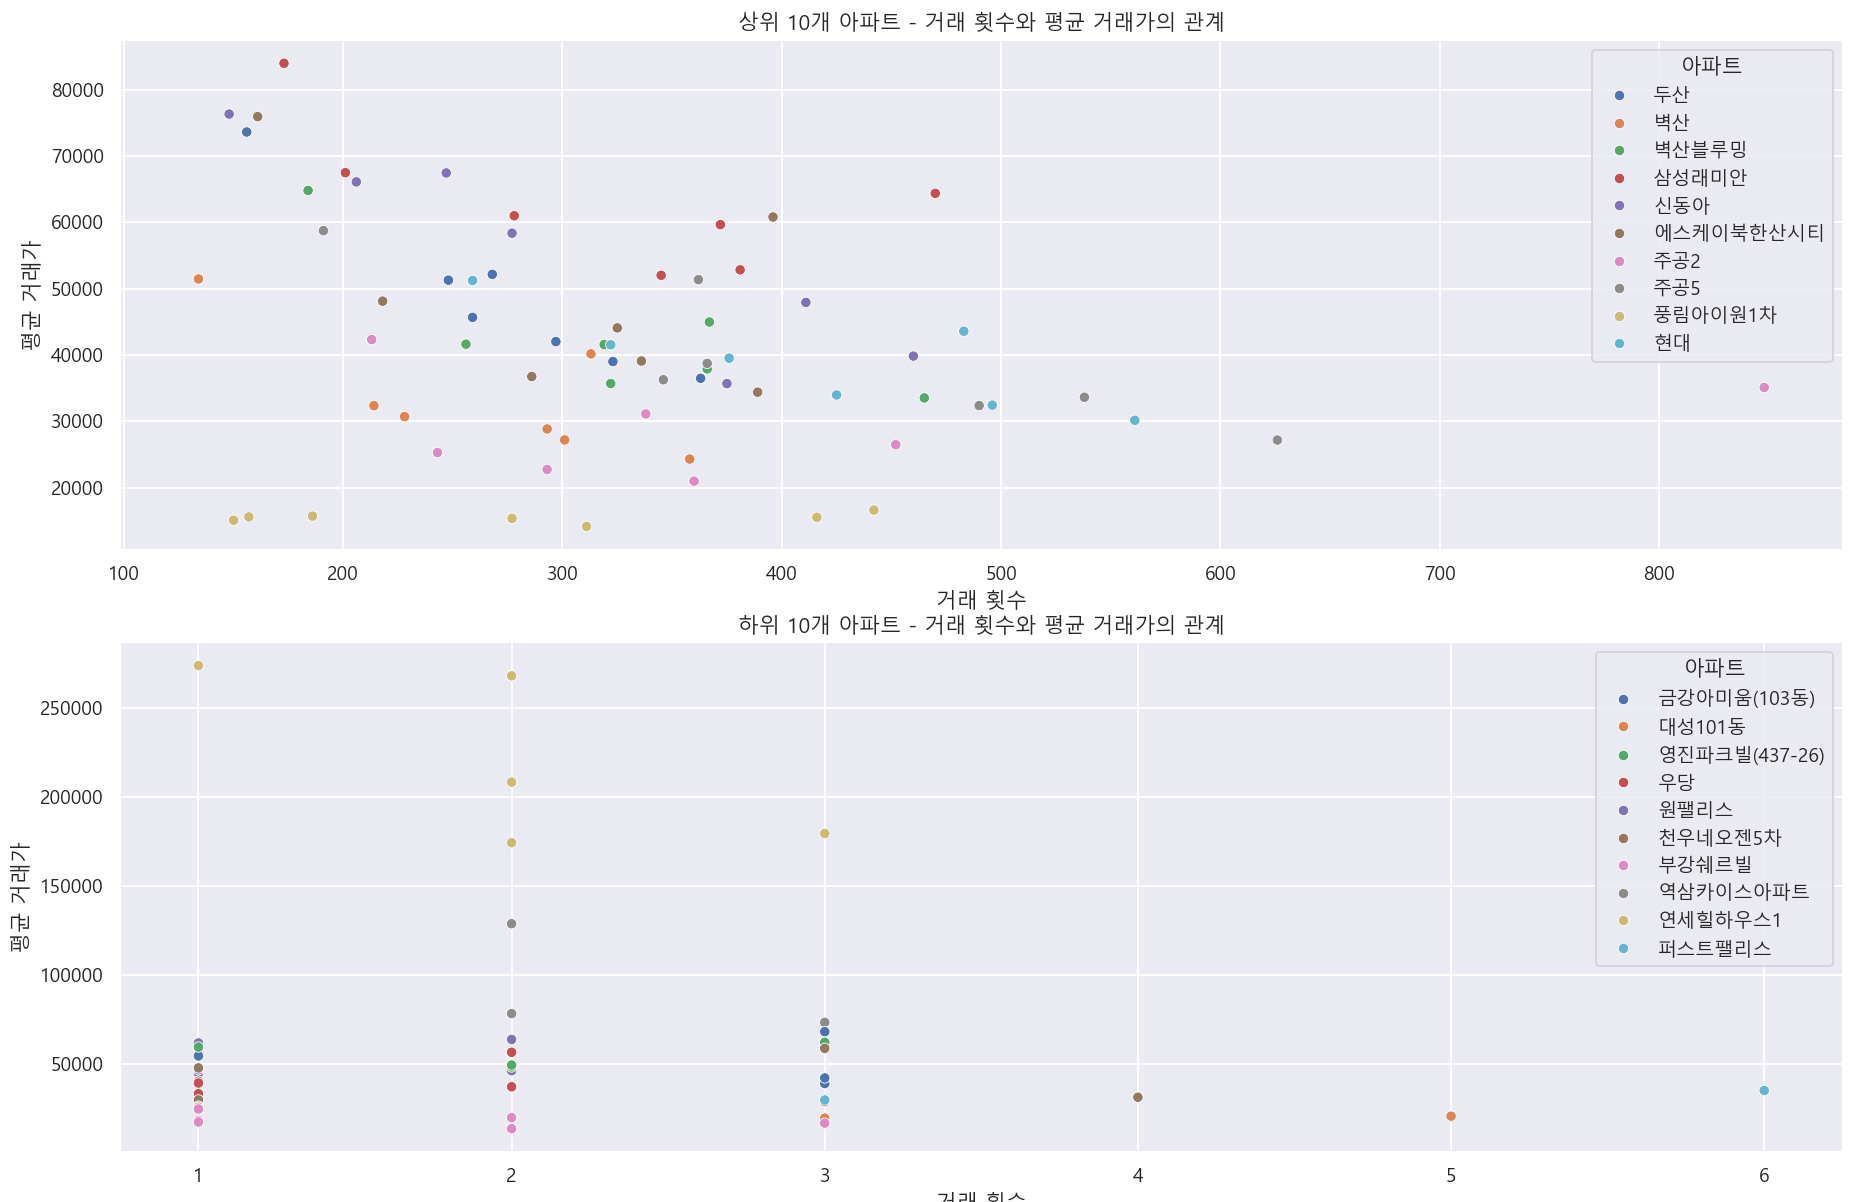 상위 10개 아파트 - 거래 횟수와 평균 거래가의 관계
평균 거래가
80000
70000
60000
50000
40000
30000
20000
아파트
두산
벽산
벽산블루밍
삼성래미안
신동아
에스케이북한산시티
주공2
주공5
풍림아이원1차
현대
100 200 300 400 500 600 700 800
거래 횟수
하위 10개 아파트 - 거래 횟수와 평균 거래가의 관계
평균 거래가
250000
200000
150000
100000
50000
아파트
금강아미움(103동)
대성101동
영진파크빌(437-26)
우당
원팰리스
천우네오젠5차
부강쉐르빌
역삼카이스아파트
연세힐하우스1
퍼스트팰리스
1 2 3 4 5 6
거래 횟수